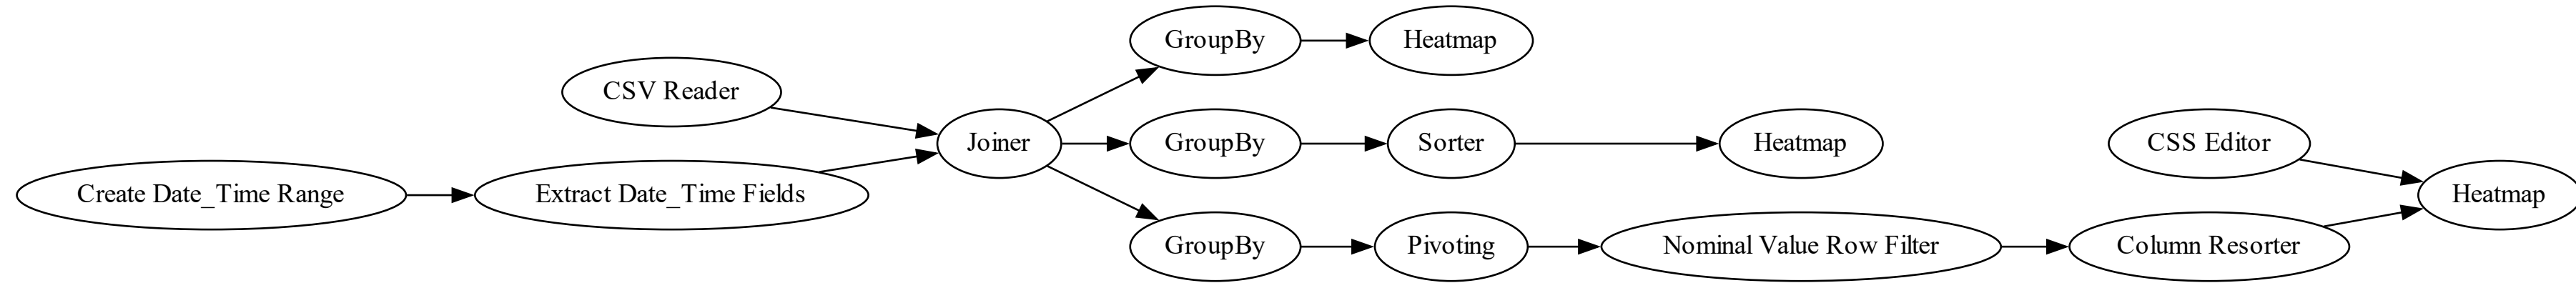 GroupBy
Heatmap
CSV Reader
Joiner
GroupBy
Sorter
Heatmap
CSS Editor
Create Date_Time Range
Extract Date_Time Fields
Heatmap
GroupBy
Pivoting
Nominal Value Row Filter
Column Resorter